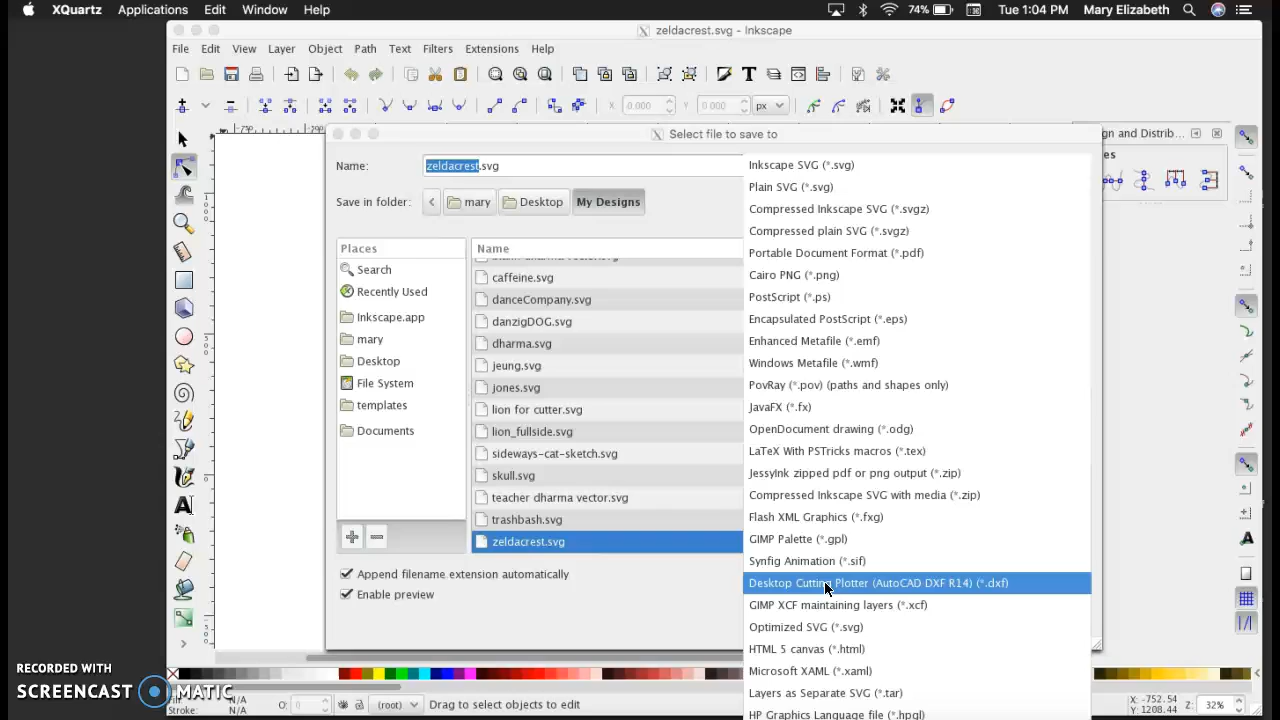 XQuartz Applications Edit Window Help 74% Tue 1:04 PM Mary Elizabeth
zeldacrest.svg - Inkscape
File Edit View Layer Object Path Text Filters Extensions Help
X 0.000 Y 0.000 px
Select file to save to
gn and Distrib...
Name: zeldacrest.svg
es
Save in folder: mary Desktop My Designs
Places
Search
Recently Used
Inkscape.app
mary
Desktop
File System
templates
Documents
Name
caffeine.svg
danceCompany.svg
danzigDOG.svg
dharma.svg
jeung.svg
jones.svg
lion for cutter.svg
lion_fullside.svg
sideways-cat-sketch.svg
skull.svg
teacher dharma vector.svg
trashbash.svg
zeldacrest.svg
Append filename extension automatically
Enable preview
Inkscape SVG (*.svg)
Plain SVG (*.svg)
Compressed Inkscape SVG (*.svgz)
Compressed plain SVG (*.svgz)
Portable Document Format (*.pdf)
Cairo PNG (*.png)
PostScript (*.ps)
Encapsulated PostScript (*.eps)
Enhanced Metafile (*.emf)
Windows Metafile (*.wmf)
PovRay (*.pov) (paths and shapes only)
JavaFX (*.fx)
OpenDocument drawing (*.odg)
LaTeX With PSTricks macros (*.tex)
JessyInk zipped pdf or png output (*.zip)
Compressed Inkscape SVG with media (*.zip)
Flash XML Graphics (*.fxg)
GIMP Palette (*.gpl)
Synfig Animation (*.sif)
Desktop Cutting Plotter (AutoCAD DXF R14) (*.dxf)
GIMP XCF maintaining layers (*.xcf)
Optimized SVG (*.svg)
HTML 5 canvas (*.html)
Microsoft XAML (*.xaml)
Layers as Separate SVG (*.tar)
HP Graphics Language file (*.hpgl)
RECORDED WITH
SCREENCAST MATIC
Stroke: N/A
N/A
O: 0 (root) Drag to select objects to edit
X: -752.54
Y: 1208.44
Z: 32%